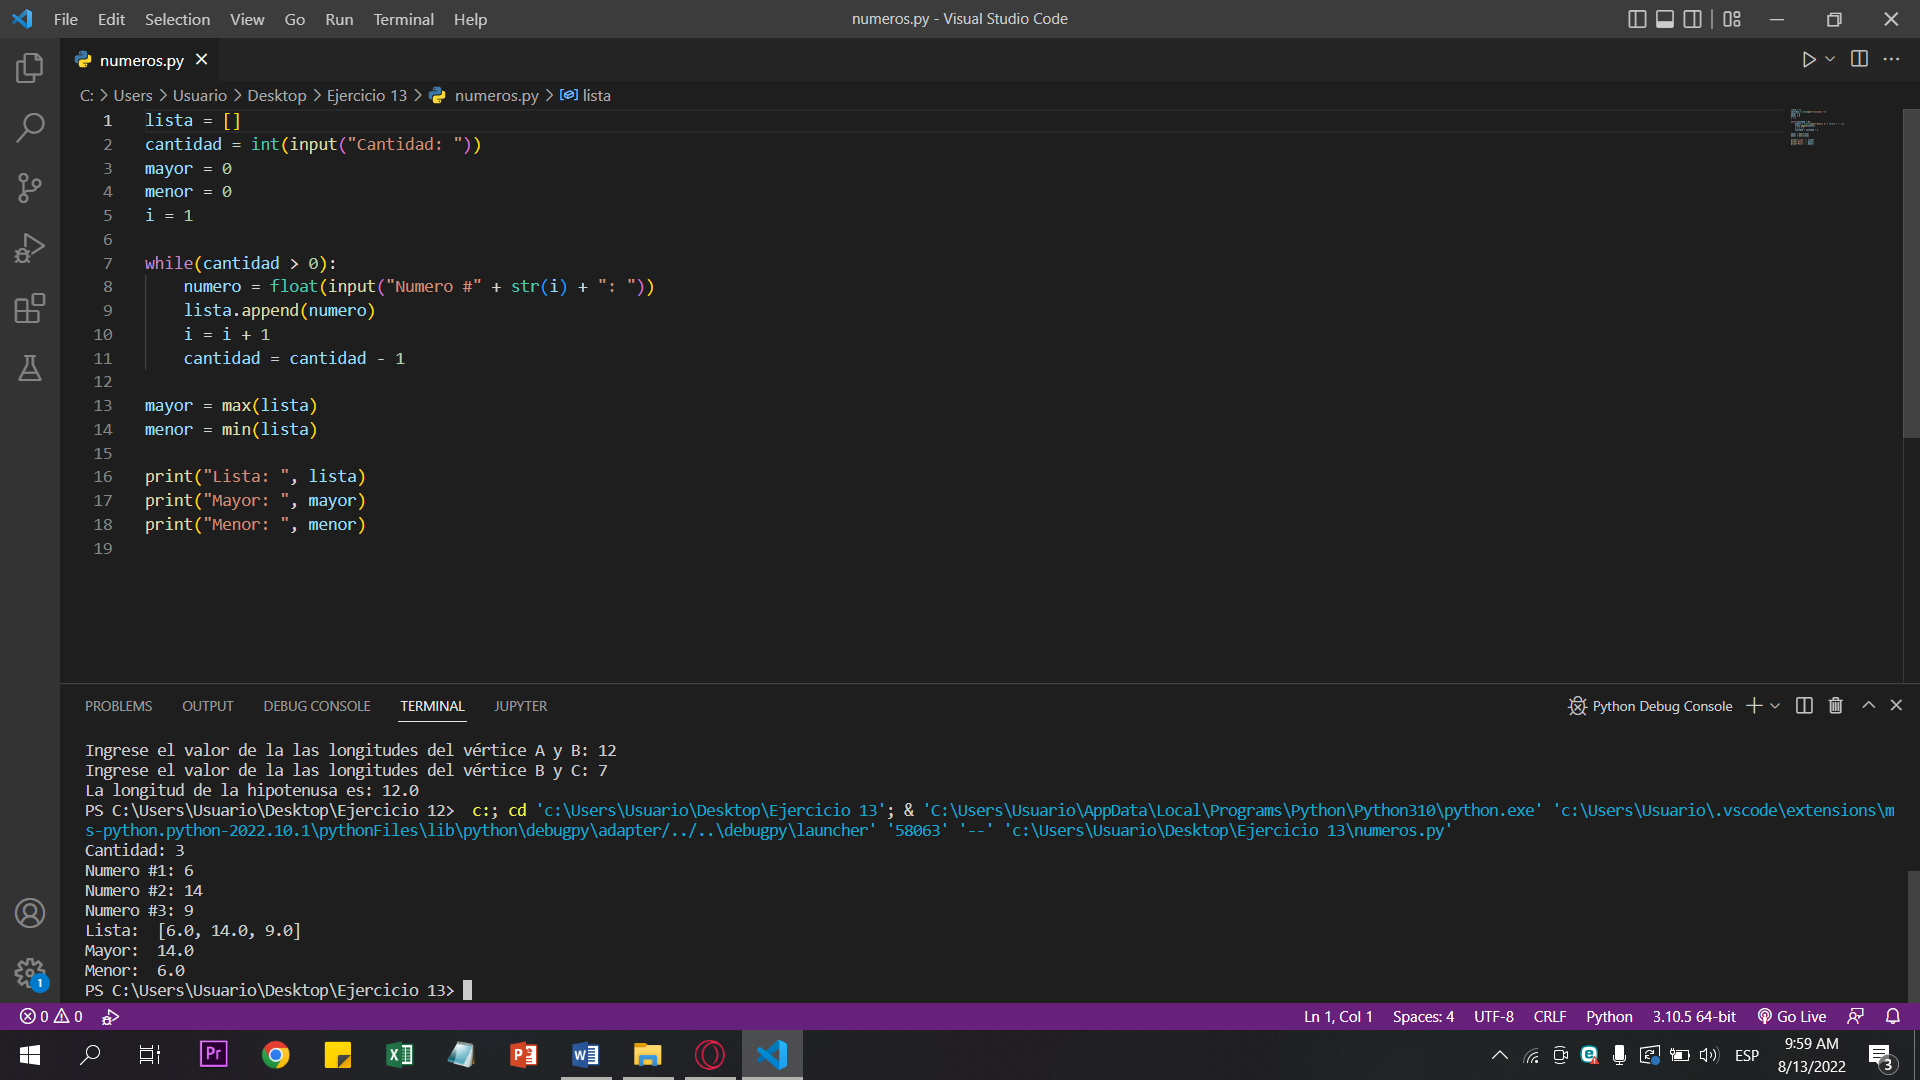 File Edit Selection View Go Run Terminal Help
numeros.py - Visual Studio Code
numeros.py
C: > Users > Usuario > Desktop > Ejercicio 13 > numeros.py > lista
1 lista = []
2 cantidad = int(input("Cantidad: "))
3 mayor = 0
4 menor = 0
5 i = 1
6
7 while(cantidad > 0):
8     numero = float(input("Numero #" + str(i) + ": "))
9     lista.append(numero)
10     i = i + 1
11     cantidad = cantidad - 1
12
13 mayor = max(lista)
14 menor = min(lista)
15
16 print("Lista: ", lista)
17 print("Mayor: ", mayor)
18 print("Menor: ", menor)
19
PROBLEMS OUTPUT DEBUG CONSOLE TERMINAL JUPYTER
Python Debug Console
Ingrese el valor de la las longitudes del vértice A y B: 12
Ingrese el valor de la las longitudes del vértice B y C: 7
La longitud de la hipotenusa es: 12.0
PS C:\Users\Usuario\Desktop\Ejercicio 12>  c:; cd 'c:\Users\Usuario\Desktop\Ejercicio 13'; & 'C:\Users\Usuario\AppData\Local\Programs\Python\Python310\python.exe' 'c:\Users\Usuario\.vscode\extensions\m
s-python.python-2022.10.1\pythonFiles\lib\python\debugpy\adapter/../..\debugpy\launcher' '58063' '--' 'c:\Users\Usuario\Desktop\Ejercicio 13\numeros.py'
Cantidad: 3
Numero #1: 6
Numero #2: 14
Numero #3: 9
Lista:  [6.0, 14.0, 9.0]
Mayor:  14.0
Menor:  6.0
PS C:\Users\Usuario\Desktop\Ejercicio 13>
1
0 0
Ln 1, Col 1 Spaces: 4 UTF-8 CRLF Python 3.10.5 64-bit Go Live
Pr
ESP
9:59 AM
8/13/2022
3